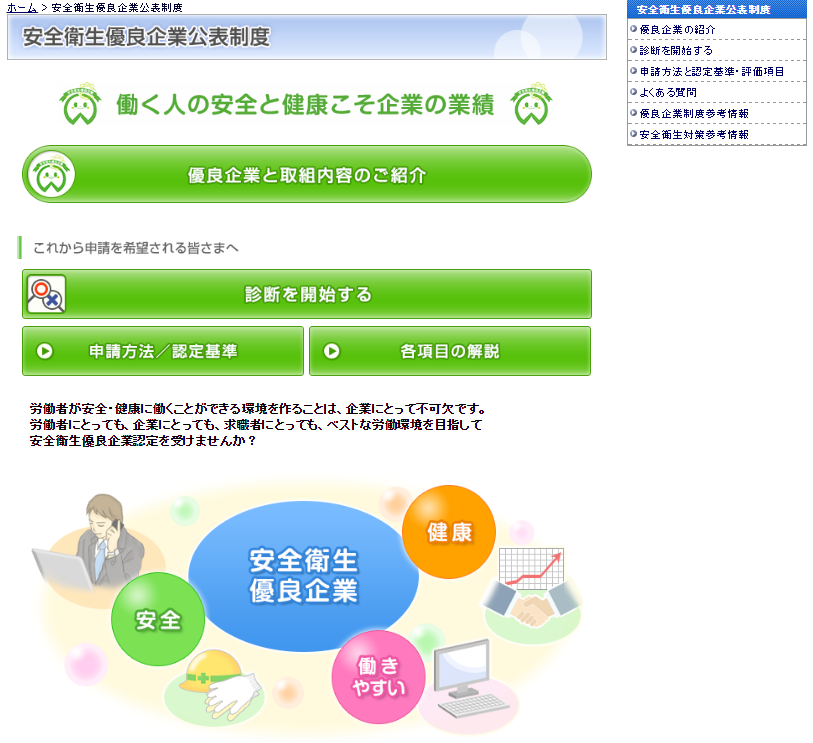 ホーム > 安全衛生優良企業公表制度
安全衛生優良企業公表制度
働く人の安全と健康こそ企業の業績
優良企業と取組内容のご紹介
これから申請を希望される皆さまへ
診断を開始する
申請方法／認定基準
各項目の解説
労働者が安全・健康に働くことができる環境を作ることは、企業にとって不可欠です。
労働者にとっても、企業にとっても、求職者にとっても、ベストな労働環境を目指して
安全衛生優良企業認定を受けませんか？
安全衛生
優良企業
健康
安全
働き
やすい
安全衛生優良企業公表制度
優良企業の紹介
診断を開始する
申請方法と認定基準・評価項目
よくある質問
優良企業制度参考情報
安全衛生対策参考情報